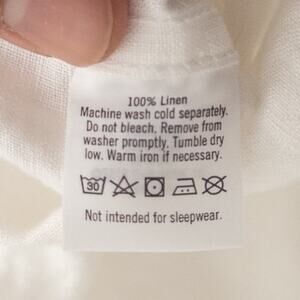 100% Linen
Machine wash cold separately.
Do not bleach. Remove from
washer promptly. Tumble dry
low. Warm iron if necessary.
30
Not intended for sleepwear.